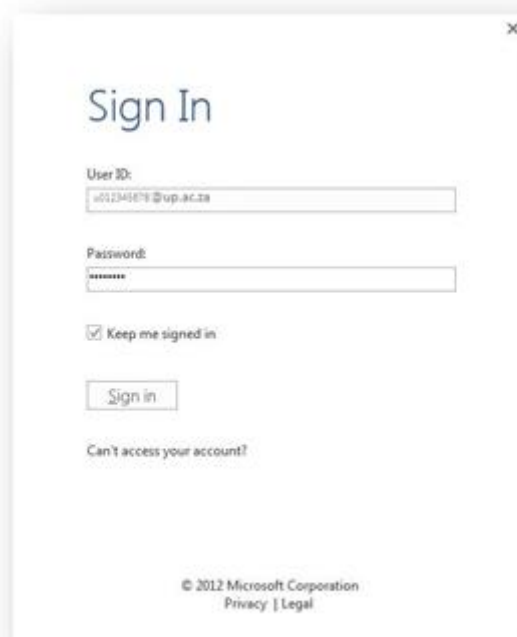 Sign In
User ID:
@up.ac.za
Password:
Keep me signed in
Sign in
Can't access your account?
© 2012 Microsoft Corporation
Privacy | Legal